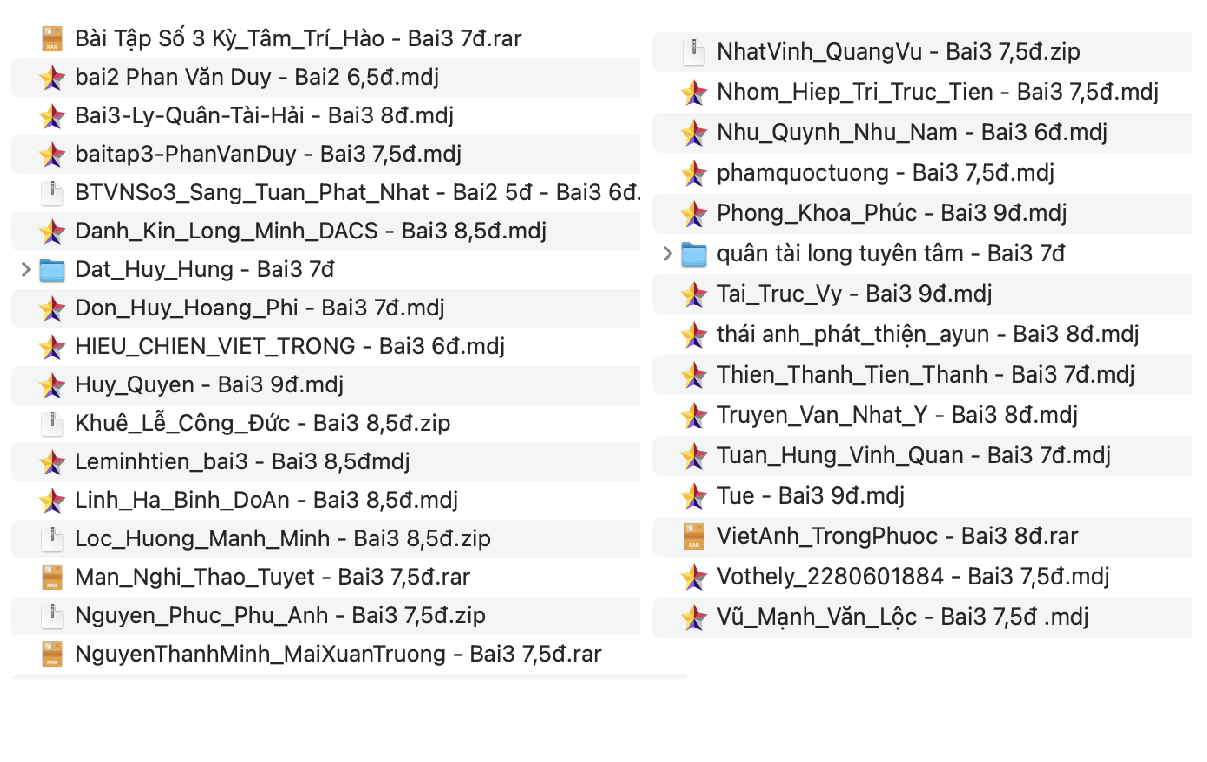 Bài Tập Số 3 Kỳ_Tâm_Trí_Hào - Bai3 7đ.rar
bai2 Phan Văn Duy - Bai2 6,5đ.mdj
Bai3-Ly-Quân-Tài-Hải - Bai3 8đ.mdj
baitap3-PhanVanDuy - Bai3 7,5đ.mdj
BTVNSo3_Sang_Tuan_Phat_Nhat - Bai2 5đ - Bai3 6đ.
Danh_Kin_Long_Minh_DACS - Bai3 8,5đ.mdj
Dat_Huy_Hung - Bai3 7đ
Don_Huy_Hoang_Phi - Bai3 7đ.mdj
HIEU_CHIEN_VIET_TRONG - Bai3 6đ.mdj
Huy_Quyen - Bai3 9đ.mdj
Khuê_Lễ_Công_Đức - Bai3 8,5đ.zip
Leminhtien_bai3 - Bai3 8,5đmdj
Linh_Ha_Binh_DoAn - Bai3 8,5đ.mdj
Loc_Huong_Manh_Minh - Bai3 8,5đ.zip
Man_Nghi_Thao_Tuyet - Bai3 7,5đ.rar
Nguyen_Phuc_Phu_Anh - Bai3 7,5đ.zip
NguyenThanhMinh_MaiXuanTruong - Bai3 7,5đ.rar
NhatVinh_QuangVu - Bai3 7,5đ.zip
Nhom_Hiep_Tri_Truc_Tien - Bai3 7,5đ.mdj
Nhu_Quynh_Nhu_Nam - Bai3 6đ.mdj
phamquoctuong - Bai3 7,5đ.mdj
Phong_Khoa_Phúc - Bai3 9đ.mdj
quân tài long tuyên tâm - Bai3 7đ
Tai_Truc_Vy - Bai3 9đ.mdj
thái anh_phát_thiện_ayun - Bai3 8đ.mdj
Thien_Thanh_Tien_Thanh - Bai3 7đ.mdj
Truyen_Van_Nhat_Y - Bai3 8đ.mdj
Tuan_Hung_Vinh_Quan - Bai3 7đ.mdj
Tue - Bai3 9đ.mdj
VietAnh_TrongPhuoc - Bai3 8đ.rar
Vothely_2280601884 - Bai3 7,5đ.mdj
Vũ_Mạnh_Văn_Lộc - Bai3 7,5đ .mdj